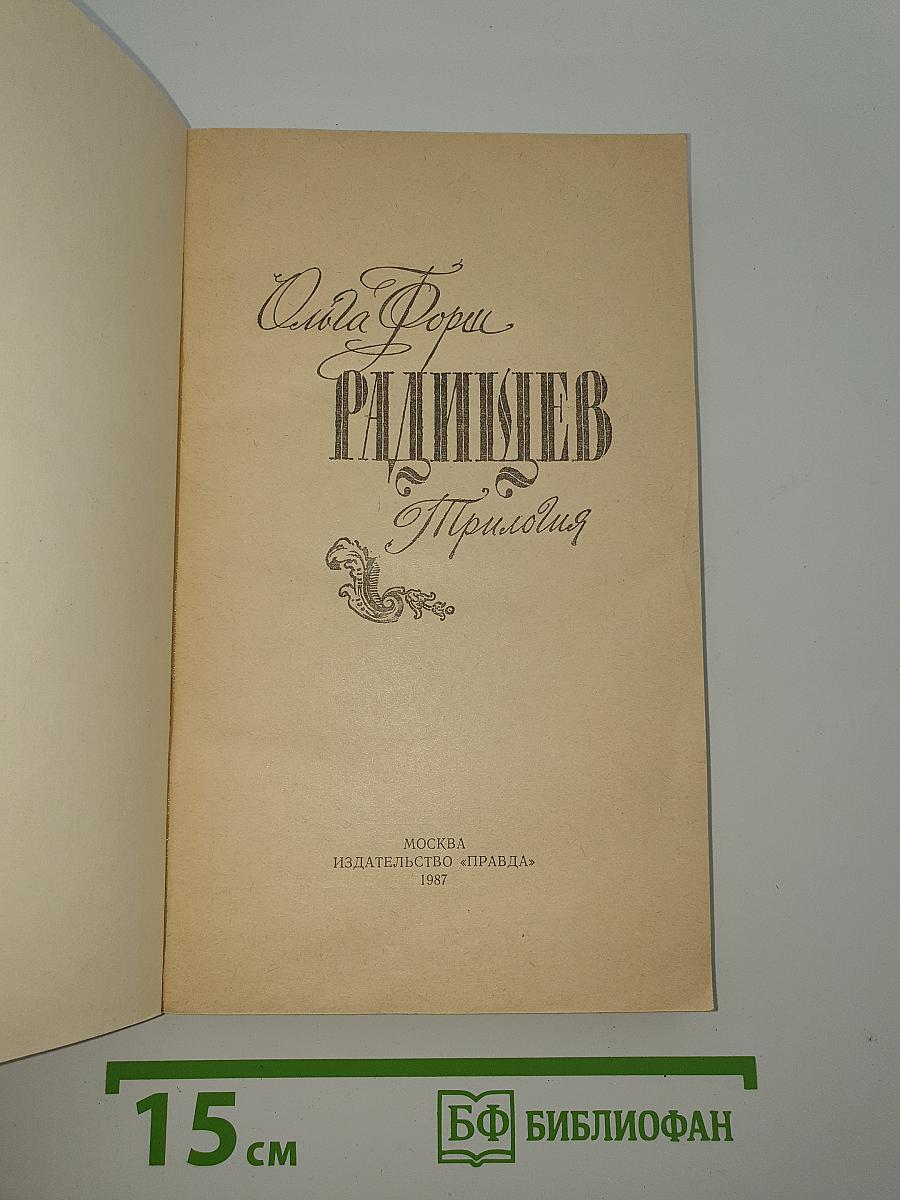 Ольга Форш
РАДИЩЕВ
Трилогия
МОСКВА
ИЗДАТЕЛЬСТВО «ПРАВДА»
1987
15 см
БФ БИБЛИОФАН